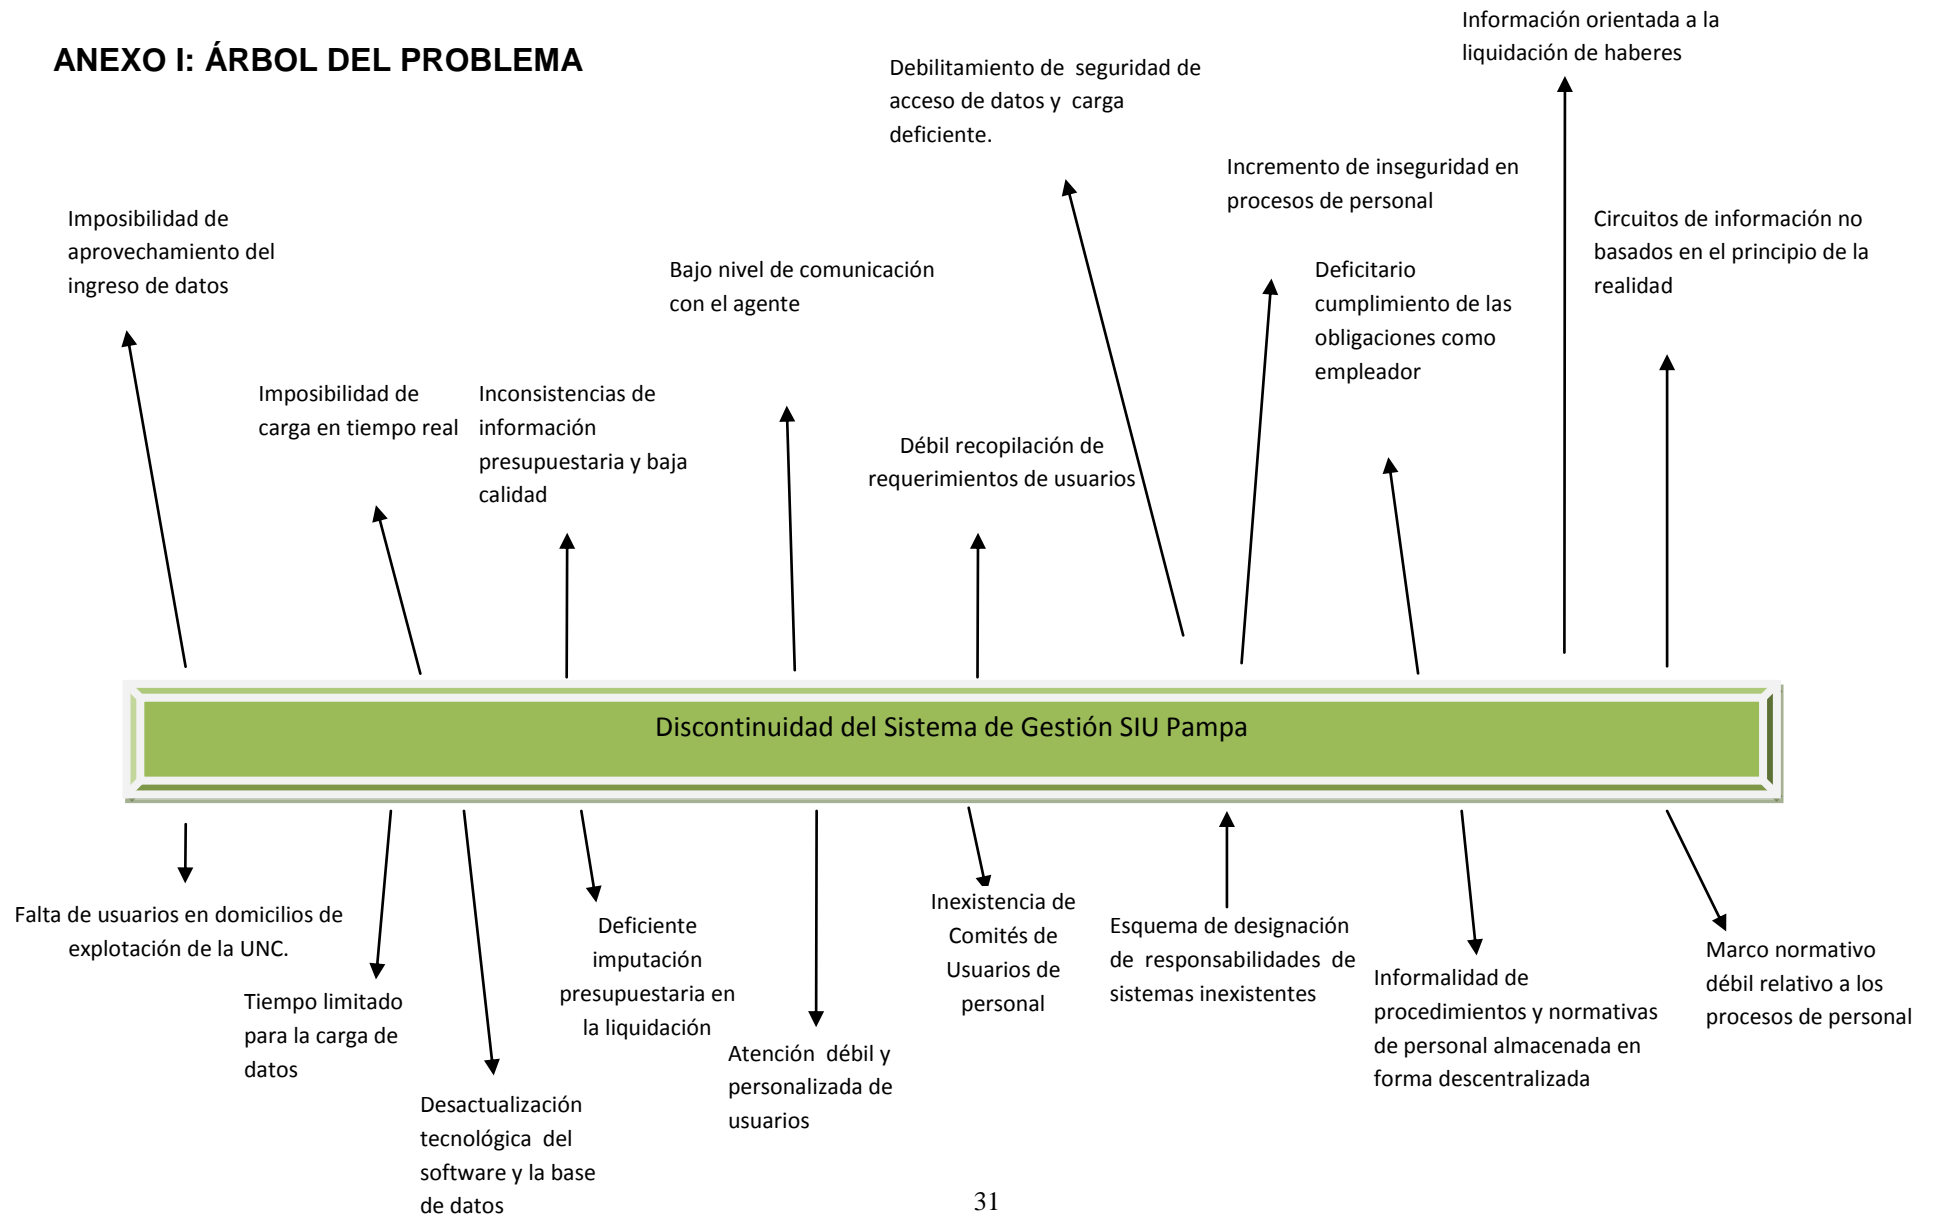 ANEXO I: ÁRBOL DEL PROBLEMA
Información orientada a la
liquidación de haberes
Debilitamiento de seguridad de
acceso de datos y carga
deficiente.
Incremento de inseguridad en
procesos de personal
Imposibilidad de
aprovechamiento del
ingreso de datos
Circuitos de información no
basados en el principio de la
realidad
Bajo nivel de comunicación
con el agente
Deficitario
cumplimiento de las
obligaciones como
empleador
Imposibilidad de
carga en tiempo real
Inconsistencias de
información
presupuestaria y baja
calidad
Débil recopilación de
requerimientos de usuarios
Discontinuidad del Sistema de Gestión SIU Pampa
Falta de usuarios en domicilios de
explotación de la UNC.
Tiempo limitado
para la carga de
datos
Desactualización
tecnológica del
software y la base
de datos
Deficiente
imputación
presupuestaria en
la liquidación
Atención débil y
personalizada de
usuarios
Inexistencia de
Comités de
Usuarios de
personal
Esquema de designación
de responsabilidades de
sistemas inexistentes
Informalidad de
procedimientos y normativas
de personal almacenada en
forma descentralizada
Marco normativo
débil relativo a los
procesos de personal
31